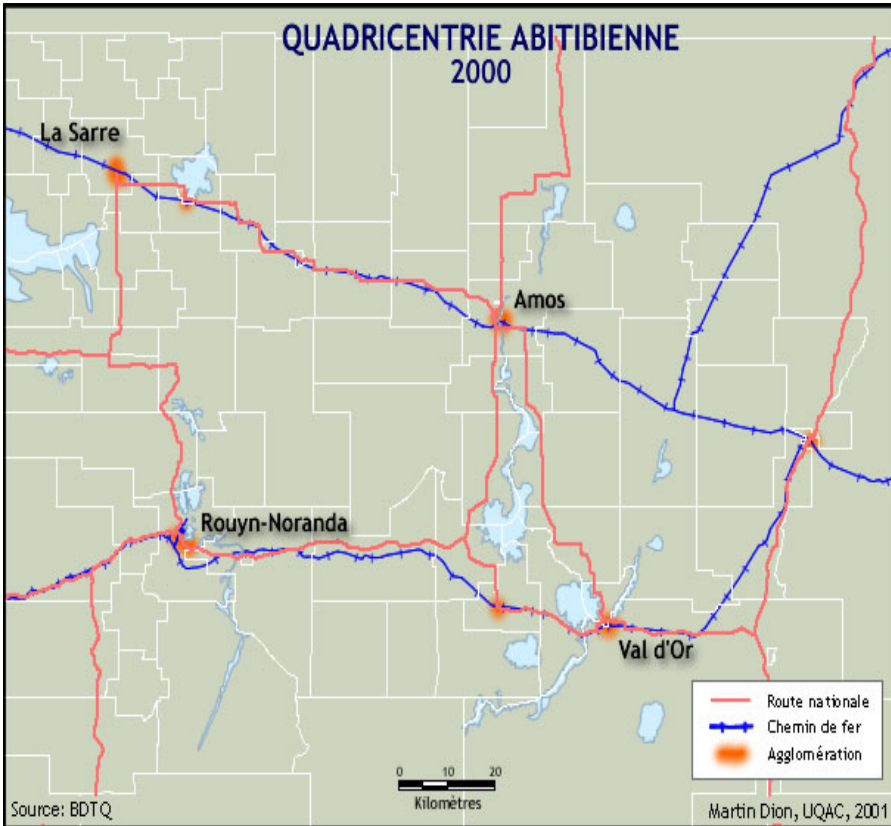 QUADRICENTRIE ABITIBIENNE
2000
La Sarre
Amos
Rouyn-Noranda
Val d'Or
Route nationale
Chemin de fer
Agglomération
0 10 20
Kilomètres
Source: BDTQ
Martin Dion, UQAC, 2001